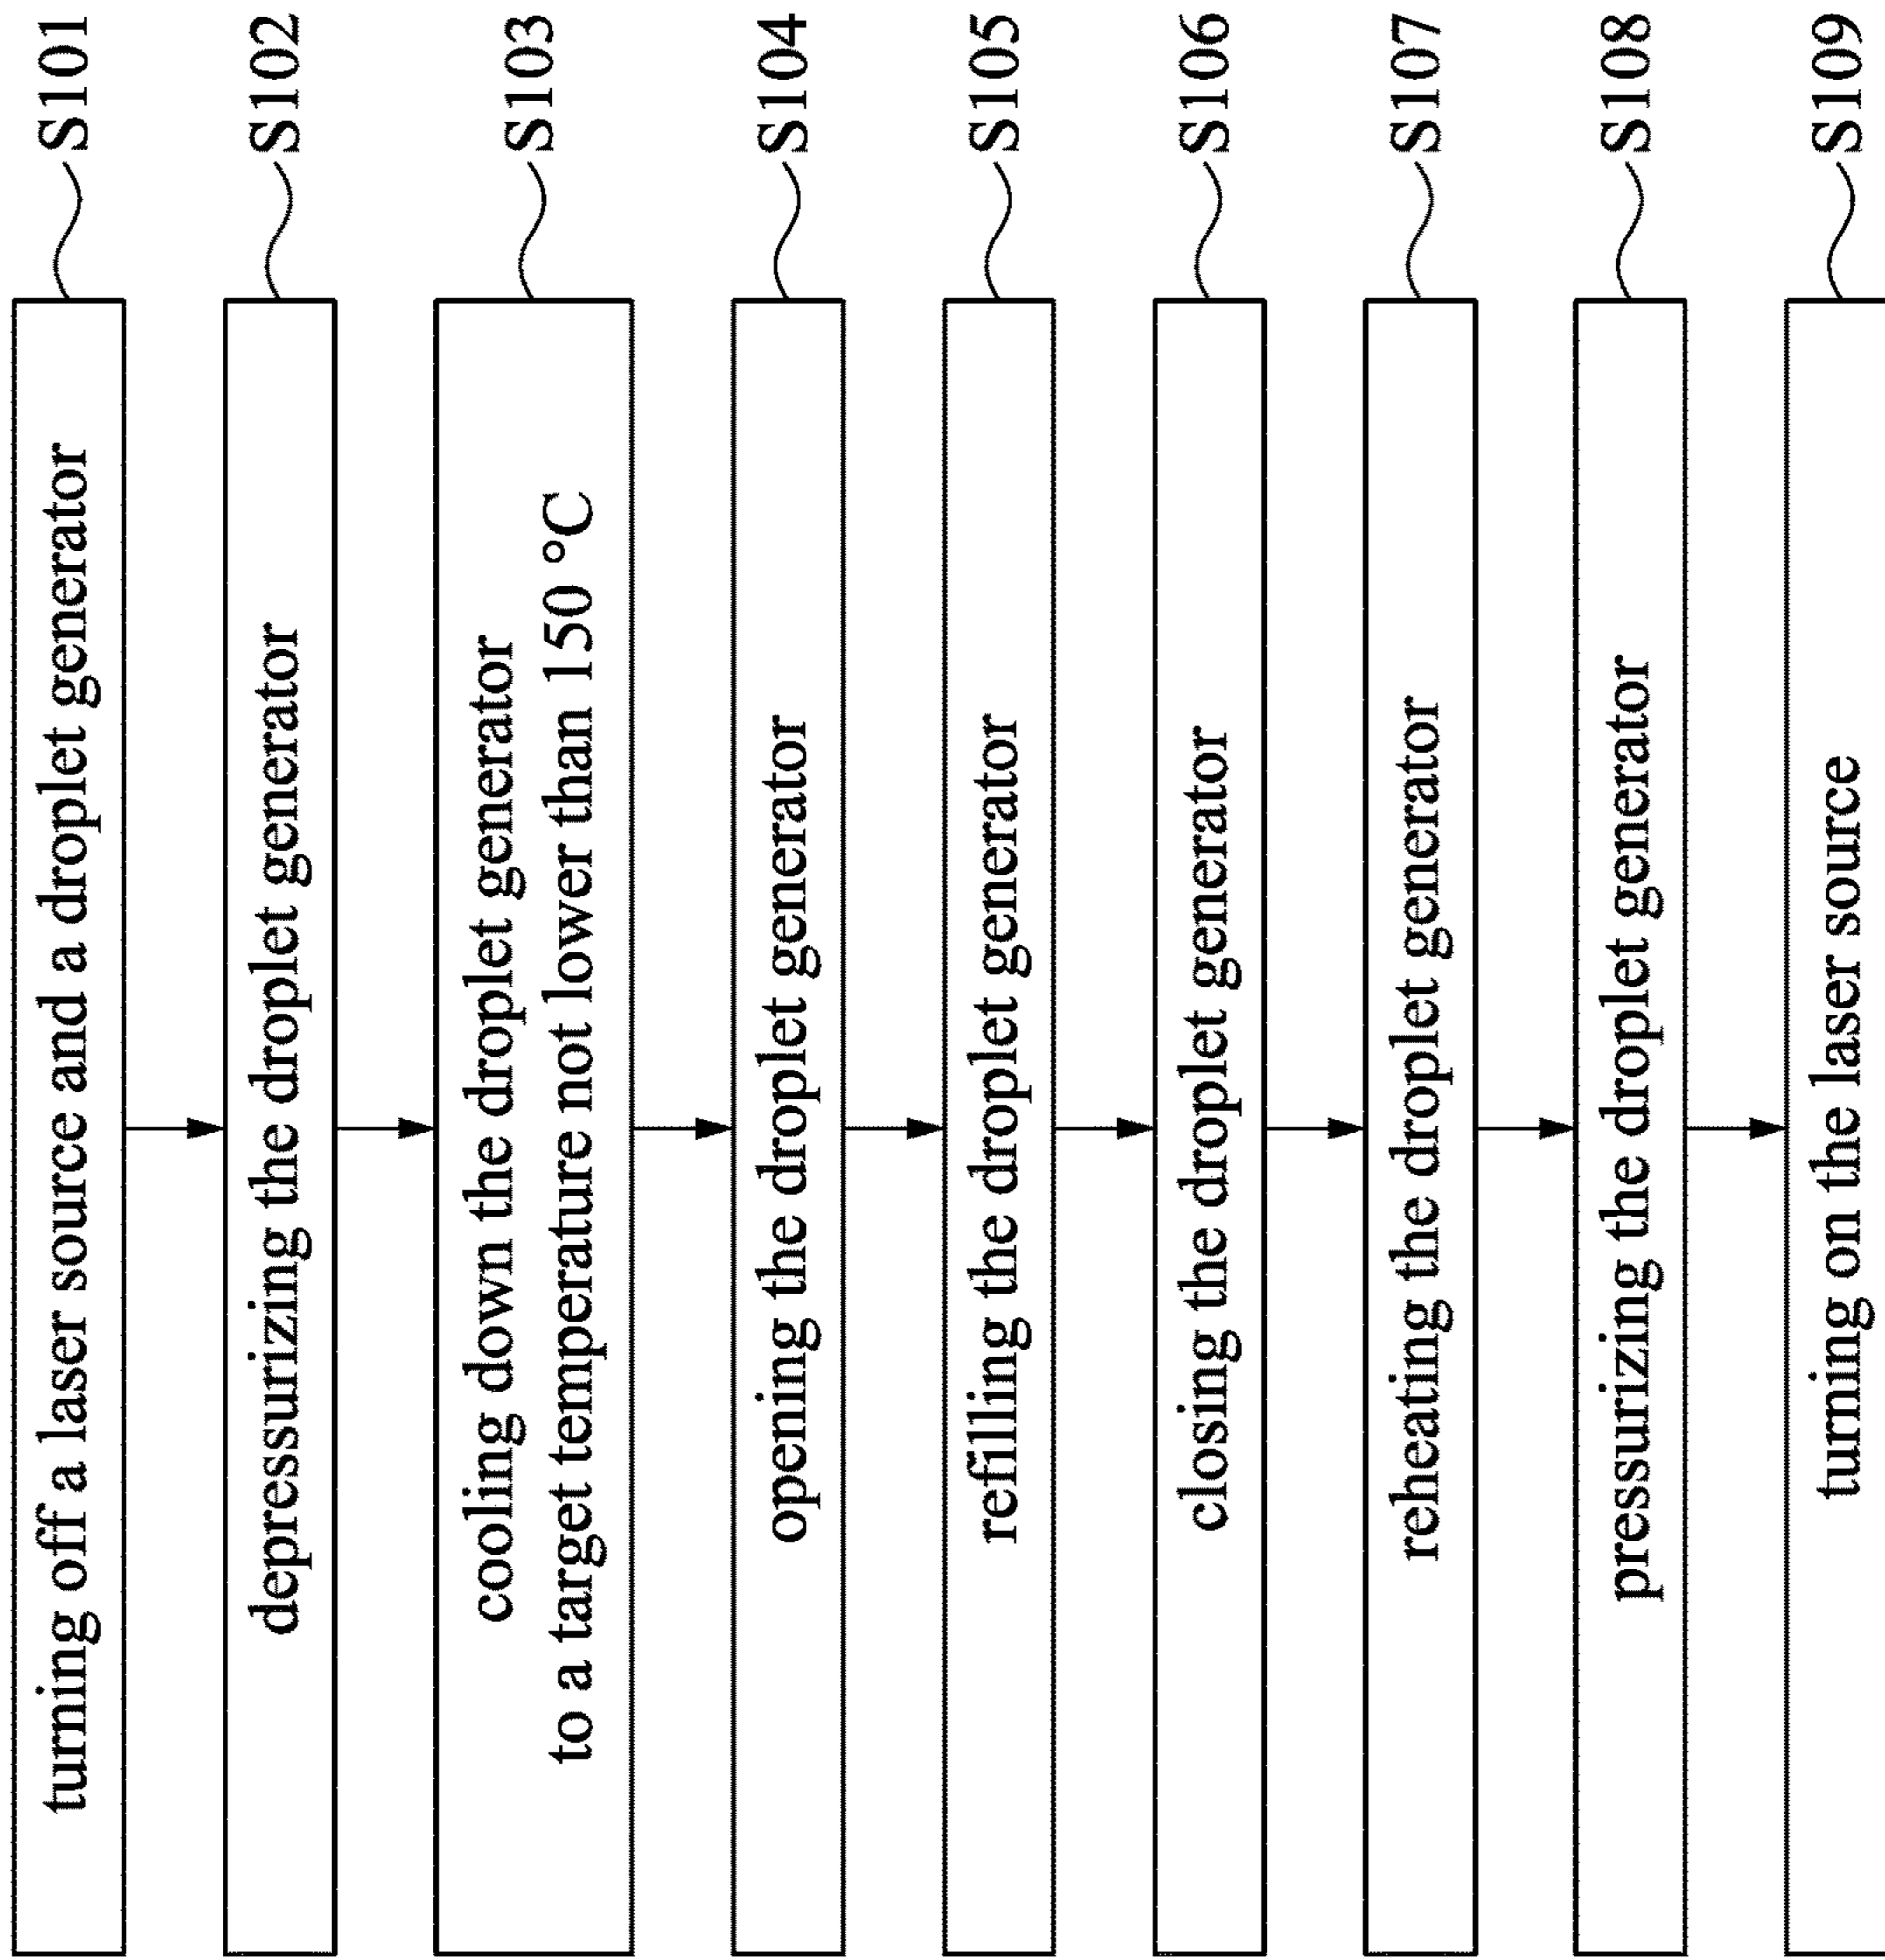 turning off a laser source and a droplet generator
S101
depressurizing the droplet generator
S102
cooling down the droplet generator
to a target temperature not lower than 150 °C
S103
opening the droplet generator
S104
refilling the droplet generator
S105
closing the droplet generator
S106
reheating the droplet generator
S107
pressurizing the droplet generator
S108
turning on the laser source
S109